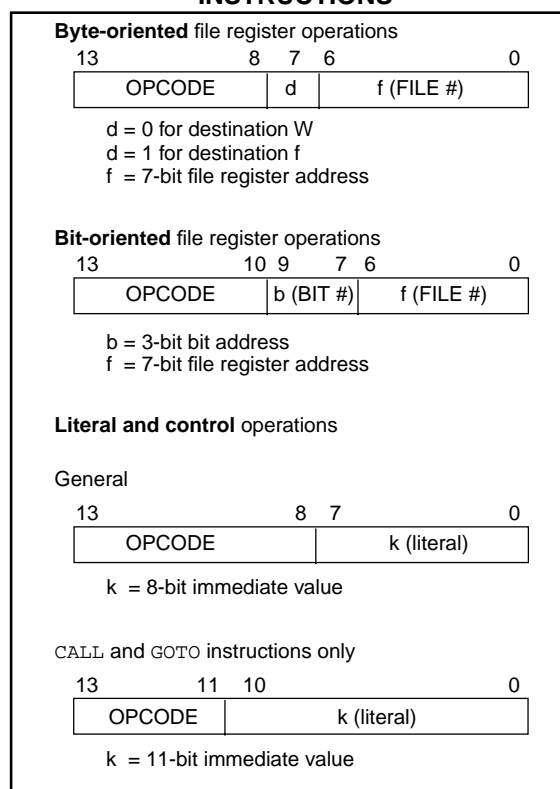 INSTRUCTIONS
Byte-oriented file register operations
13 8 7 6 0
OPCODE d f (FILE #)
d = 0 for destination W
d = 1 for destination f
f = 7-bit file register address
Bit-oriented file register operations
13 10 9 7 6 0
OPCODE b (BIT #) f (FILE #)
b = 3-bit bit address
f = 7-bit file register address
Literal and control operations
General
13 8 7 0
OPCODE k (literal)
k = 8-bit immediate value
CALL and GOTO instructions only
13 11 10 0
OPCODE k (literal)
k = 11-bit immediate value